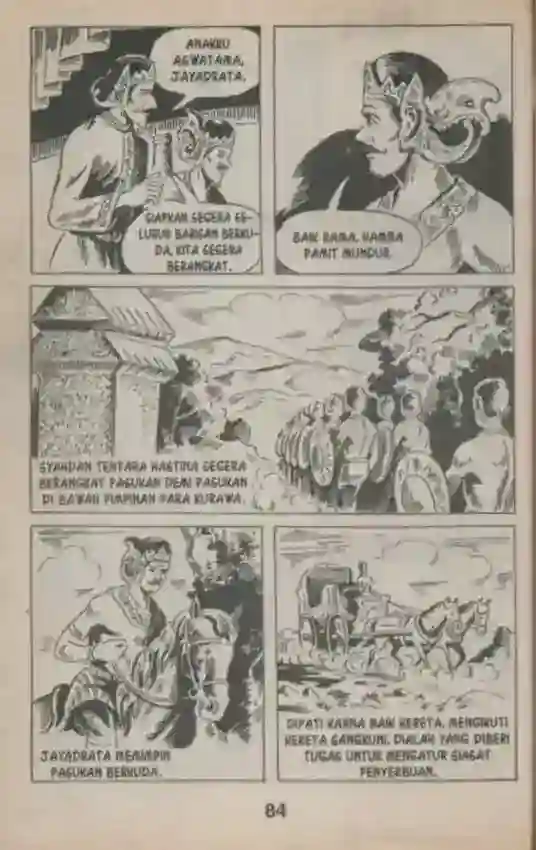 ANAKKU
ASWATAMA,
JAYADRATA.
SIAPKAN SEGERA SE-
LURUH BARISAN BERKU-
DA, KITA SEGERA
BERANGKAT.
BAIK RAMA, HAMBA
PAMIT MUNDUR.
SYAHDAN TENTARA HASTINA SEGERA
BERANGKAT PASUKAN DEMI PASUKAN
DI BAWAH PIMPINAN PARA KURAWA.
JAYADRATA MEMIMPIN
PASUKAN BERKUDA.
DIPATI KARNA NAIK KERETA, MENGIKUTI
KERETA SANGKUNI. DIALAH YANG DIBERI
TUGAS UNTUK MENGATUR SIASAT
PENYERBUAN.
84